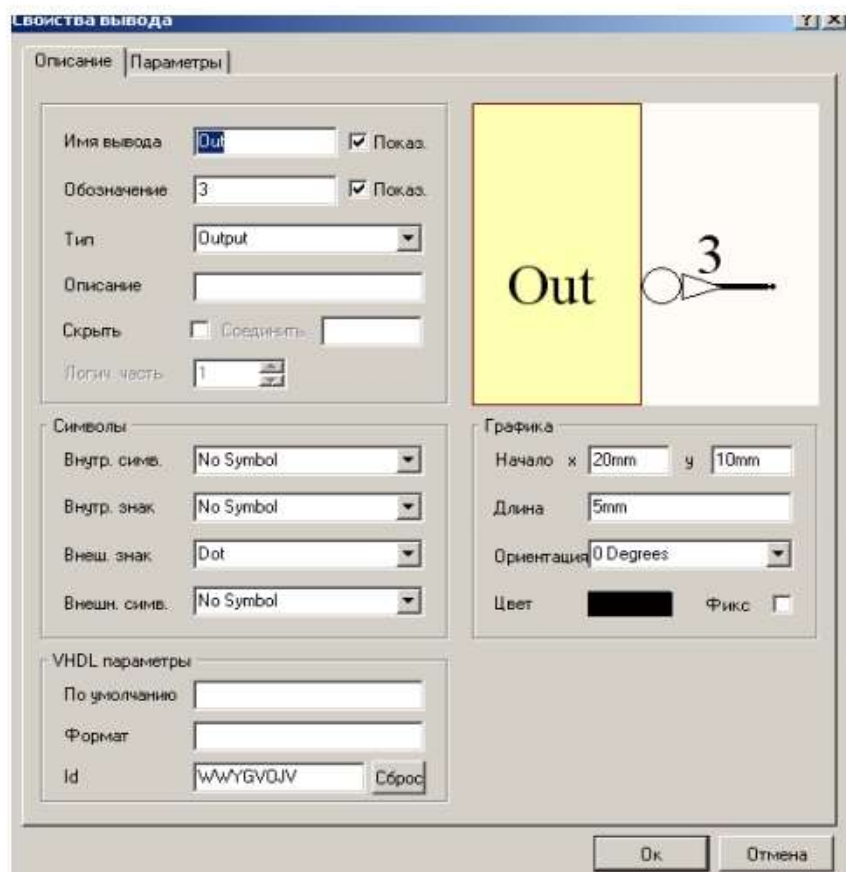 Свойства вывода
Описание Параметры
Имя вывода Out Показ.
Обозначение 3 Показ.
Тип Output
Описание
Скрыть Соединить
Логич. часть 1
Out 3
Символы
Внутр. симв. No Symbol
Внутр. знак No Symbol
Внеш. знак Dot
Внешн. симв. No Symbol
Графика
Начало x 20mm y 10mm
Длина 5mm
Ориентация 0 Degrees
Цвет Фикс
VHDL параметры
По умолчанию
Формат
Id WWYGVOJV Сброс
Ок Отмена